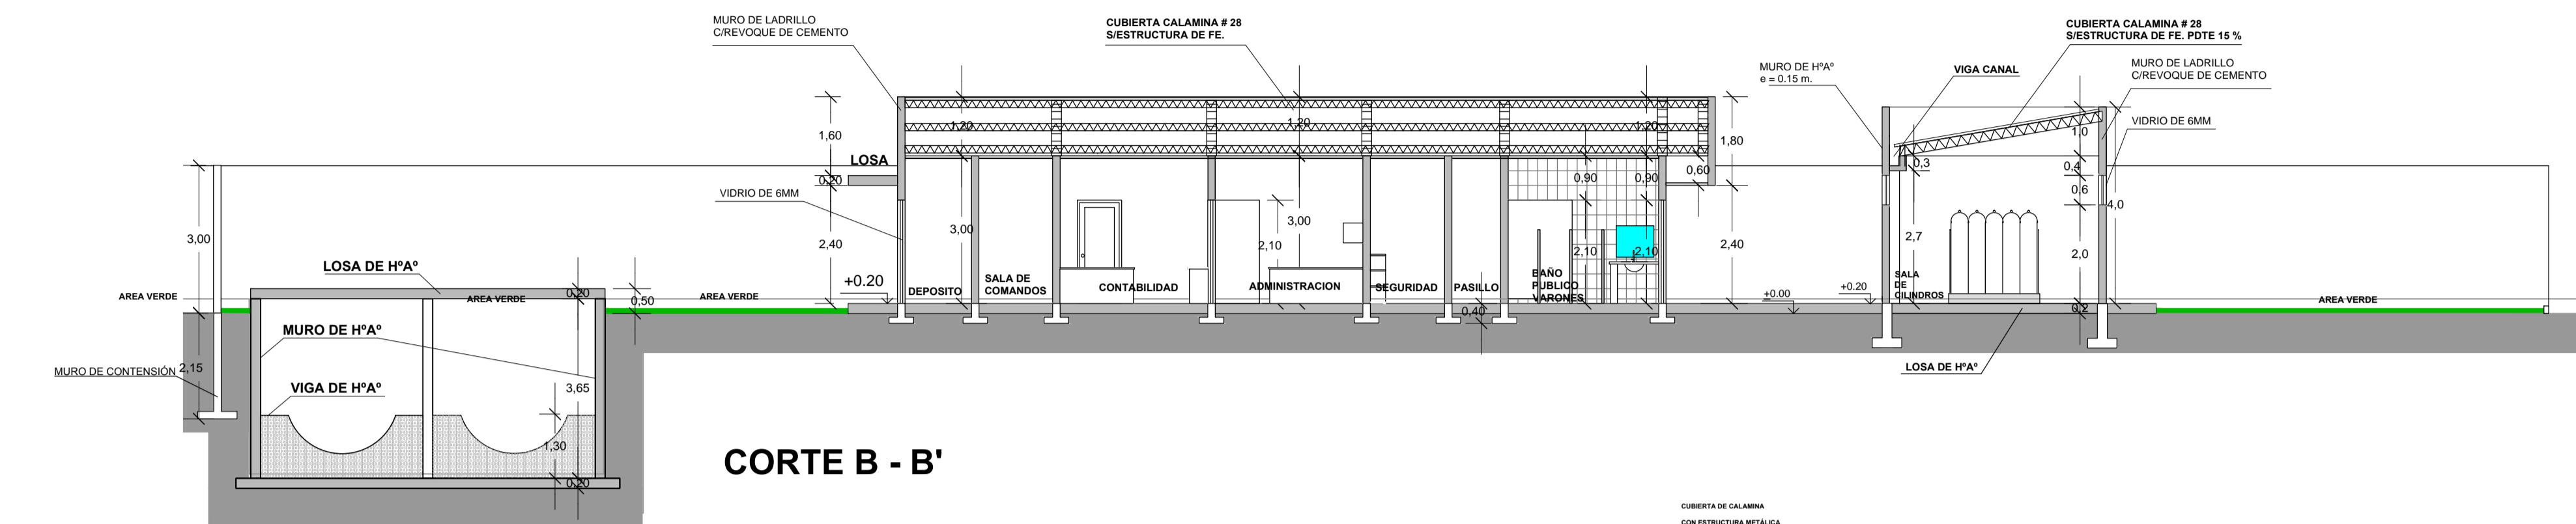 MURO DE LADRILLO
C/REVOQUE DE CEMENTO
CUBIERTA CALAMINA # 28
S/ESTRUCTURA DE FE.
CUBIERTA CALAMINA # 28
S/ESTRUCTURA DE FE. PDTE 15 %
MURO DE HºAº
e = 0.15 m.
VIGA CANAL
MURO DE LADRILLO
C/REVOQUE DE CEMENTO
VIDRIO DE 6MM
1,60
1,20
1,20
1,20
1,80
1,0
LOSA
0,20
0,90
0,90
0,60
0,3
0,4
0,6
4,0
VIDRIO DE 6MM
3,00
2,40
3,00
3,00
2,10
2,10
2,10
2,40
2,7
2,0
LOSA DE HºAº
+0.20
DEPOSITO
SALA DE
COMANDOS
CONTABILIDAD
ADMINISTRACION
SEGURIDAD
PASILLO
BAÑO
PUBLICO
VARONES
+0.00
+0.20
SALA
DE
CILINDROS
AREA VERDE
AREA VERDE
0,20
0,50
AREA VERDE
AREA VERDE
0,40
0,2
MURO DE HºAº
MURO DE CONTENSIÓN
2,15
VIGA DE HºAº
3,65
LOSA DE HºAº
1,30
0,20
CORTE B - B'
CUBIERTA DE CALAMINA
CON ESTRUCTURA METÁLICA